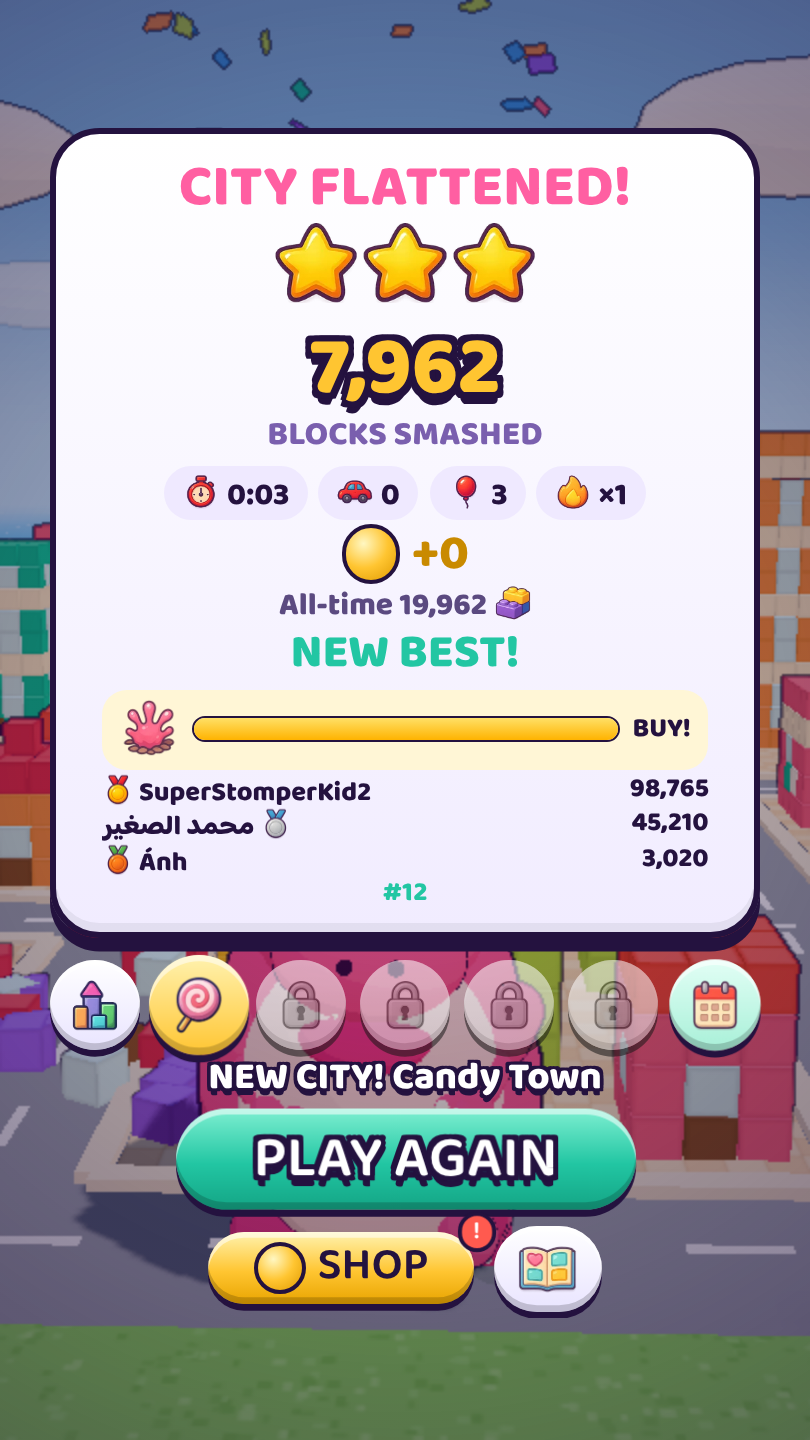 CITY FLATTENED!
7,962
BLOCKS SMASHED
0:03 0 3 ×1
+0
All-time 19,962
NEW BEST!
BUY!
SuperStomperKid2 98,765
محمد الصغير 45,210
Ánh 3,020
#12
NEW CITY! Candy Town
PLAY AGAIN
!
SHOP